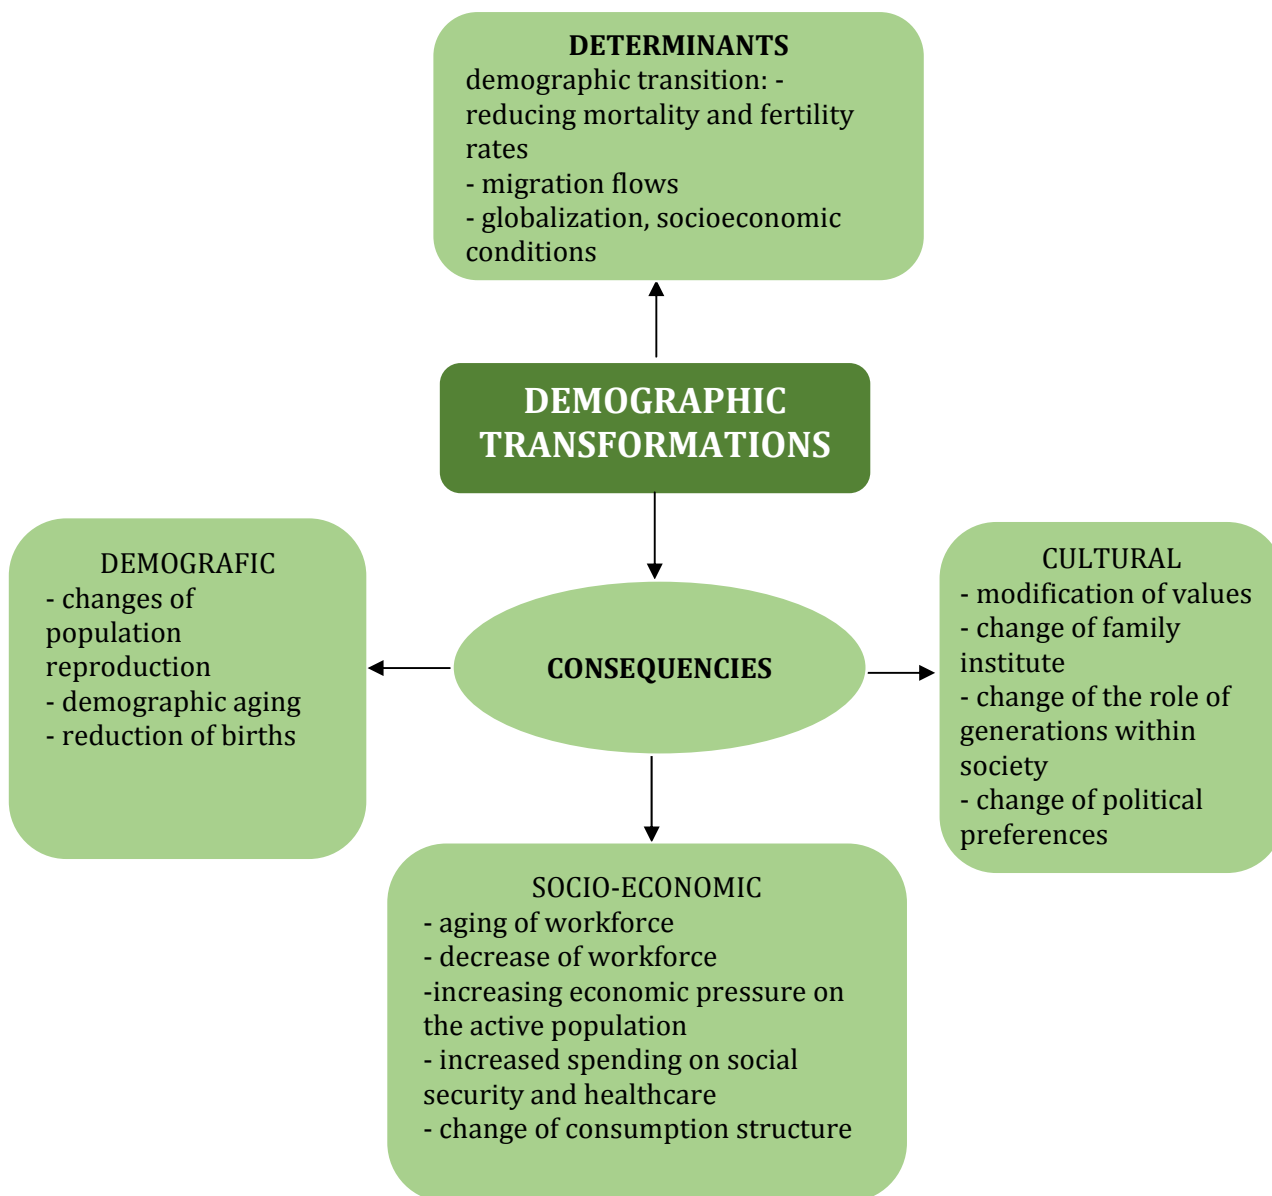 DETERMINANTS
demographic transition: -
reducing mortality and fertility
rates
- migration flows
- globalization, socioeconomic
conditions
DEMOGRAPHIC
TRANSFORMATIONS
DEMOGRAFIC
- changes of
population
reproduction
- demographic aging
- reduction of births
CONSEQUENCIES
CULTURAL
- modification of values
- change of family
institute
- change of the role of
generations within
society
- change of political
preferences
SOCIO-ECONOMIC
- aging of workforce
- decrease of workforce
-increasing economic pressure on
the active population
- increased spending on social
security and healthcare
- change of consumption structure